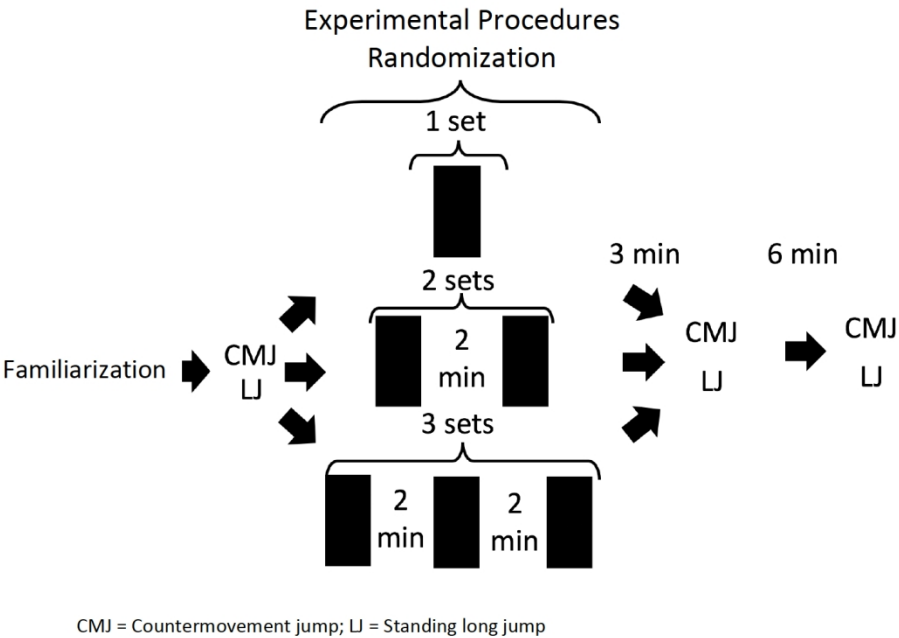 Experimental Procedures
Randomization
1 set
2 sets
3 min
6 min
Familiarization
CMJ
LJ
2
min
CMJ
LJ
CMJ
LJ
3 sets
2
min
2
min
CMJ = Countermovement jump; LJ = Standing long jump